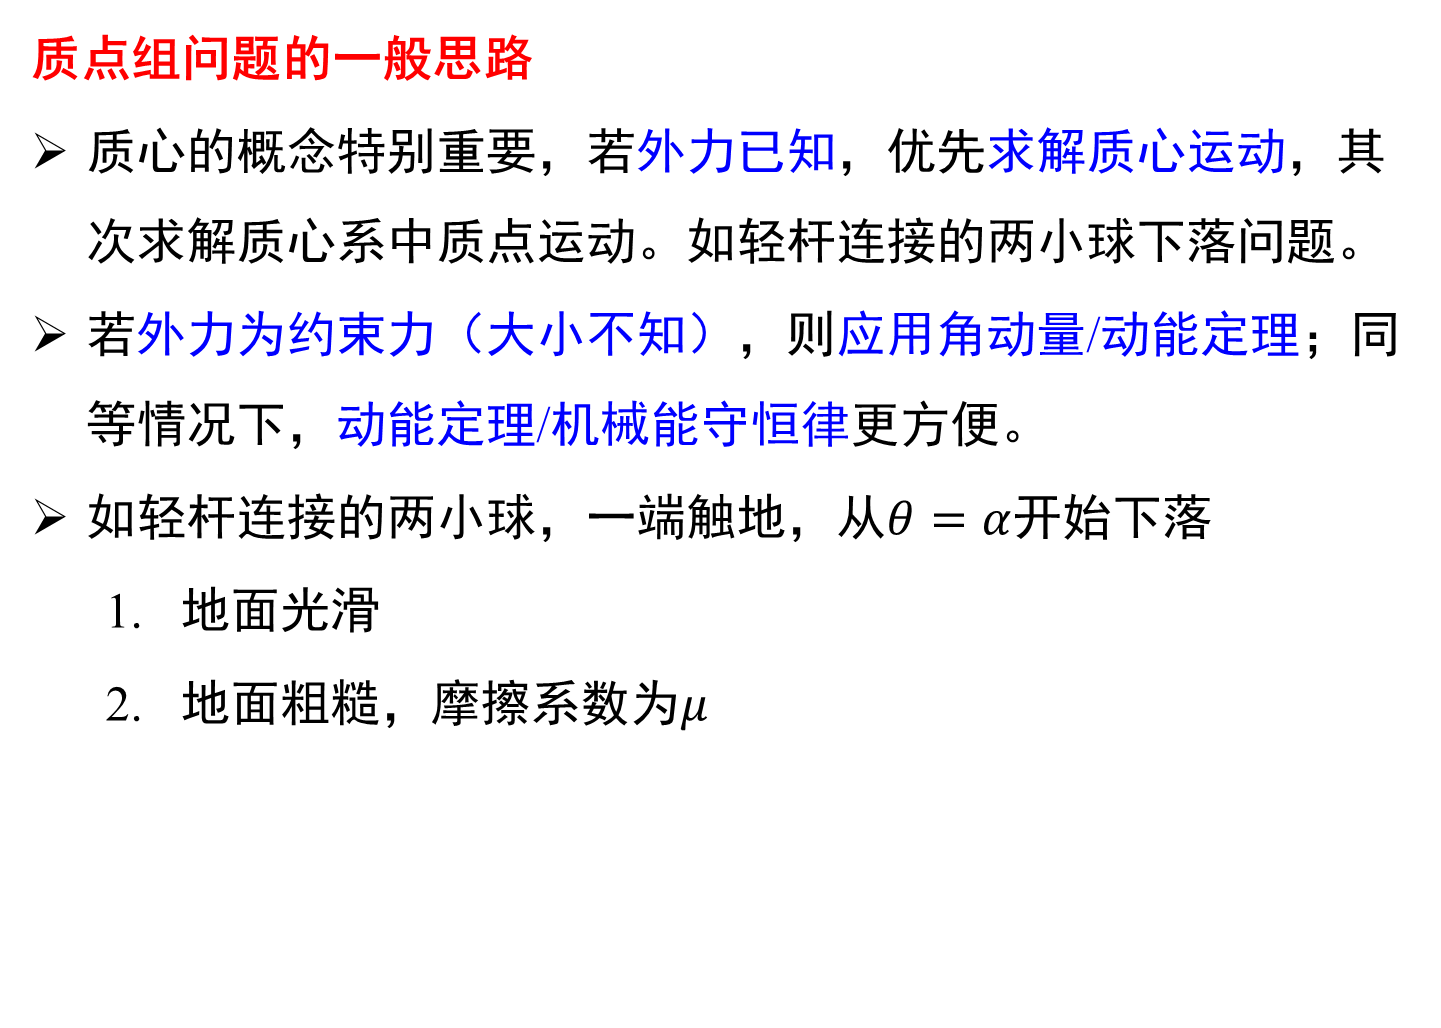 质点组问题的一般思路
➢ 质心的概念特别重要，若外力已知，优先求解质心运动，其
次求解质心系中质点运动。如轻杆连接的两小球下落问题。
➢ 若外力为约束力（大小不知），则应用角动量/动能定理；同
等情况下，动能定理/机械能守恒律更方便。
➢ 如轻杆连接的两小球，一端触地，从θ = α开始下落
1. 地面光滑
2. 地面粗糙，摩擦系数为μ